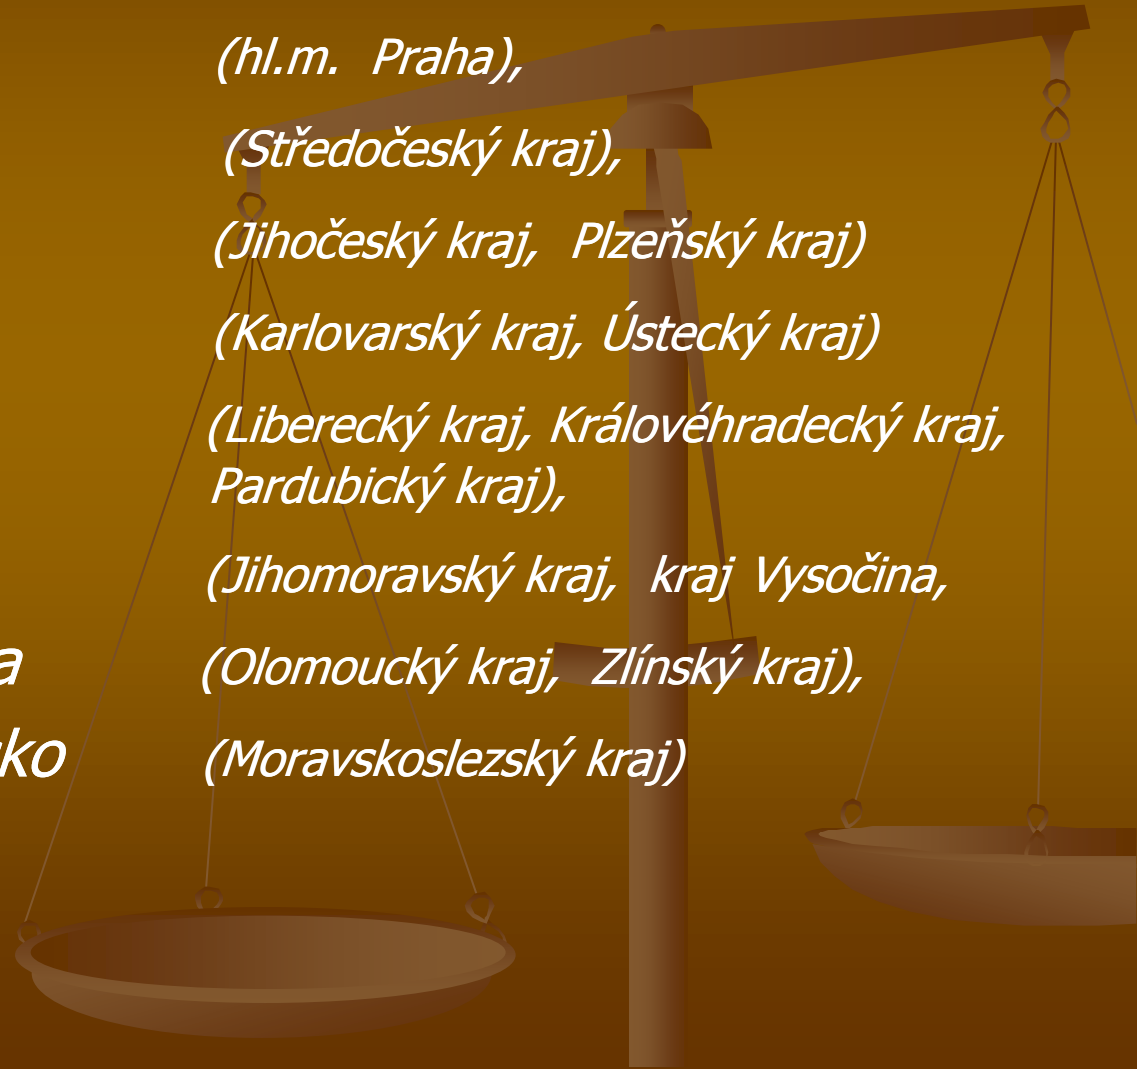 (hl.m. Praha),
(Středočeský kraj),
(Jihočeský kraj, Plzeňský kraj)
(Karlovarský kraj, Ústecký kraj)
(Liberecký kraj, Královéhradecký kraj,
Pardubický kraj),
(Jihomoravský kraj, kraj Vysočina,
a (Olomoucký kraj, Zlínský kraj),
ko (Moravskoslezský kraj)